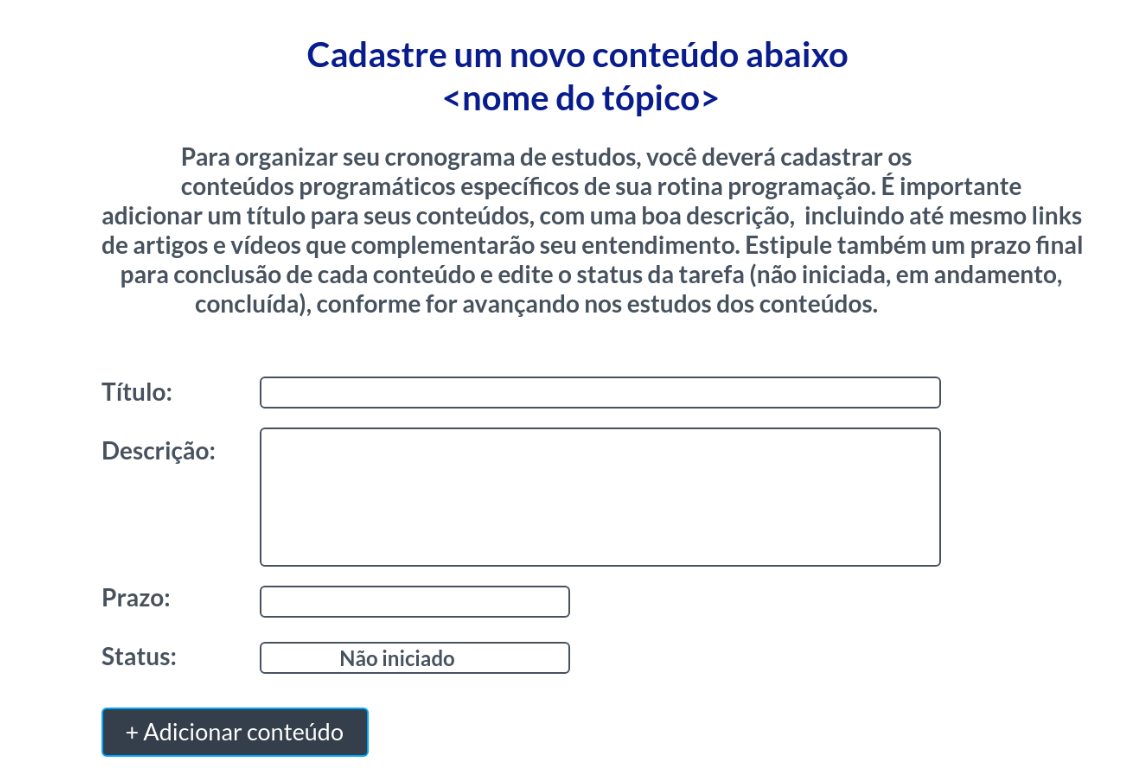 Cadastre um novo conteúdo abaixo
<nome do tópico>
Para organizar seu cronograma de estudos, você deverá cadastrar os
conteúdos programáticos específicos de sua rotina programação. É importante
adicionar um título para seus conteúdos, com uma boa descrição,  incluindo até mesmo links
de artigos e vídeos que complementarão seu entendimento. Estipule também um prazo final
para conclusão de cada conteúdo e edite o status da tarefa (não iniciada, em andamento,
concluída), conforme for avançando nos estudos dos conteúdos.
Título:
Descrição:
Prazo:
Status:
Não iniciado
+ Adicionar conteúdo